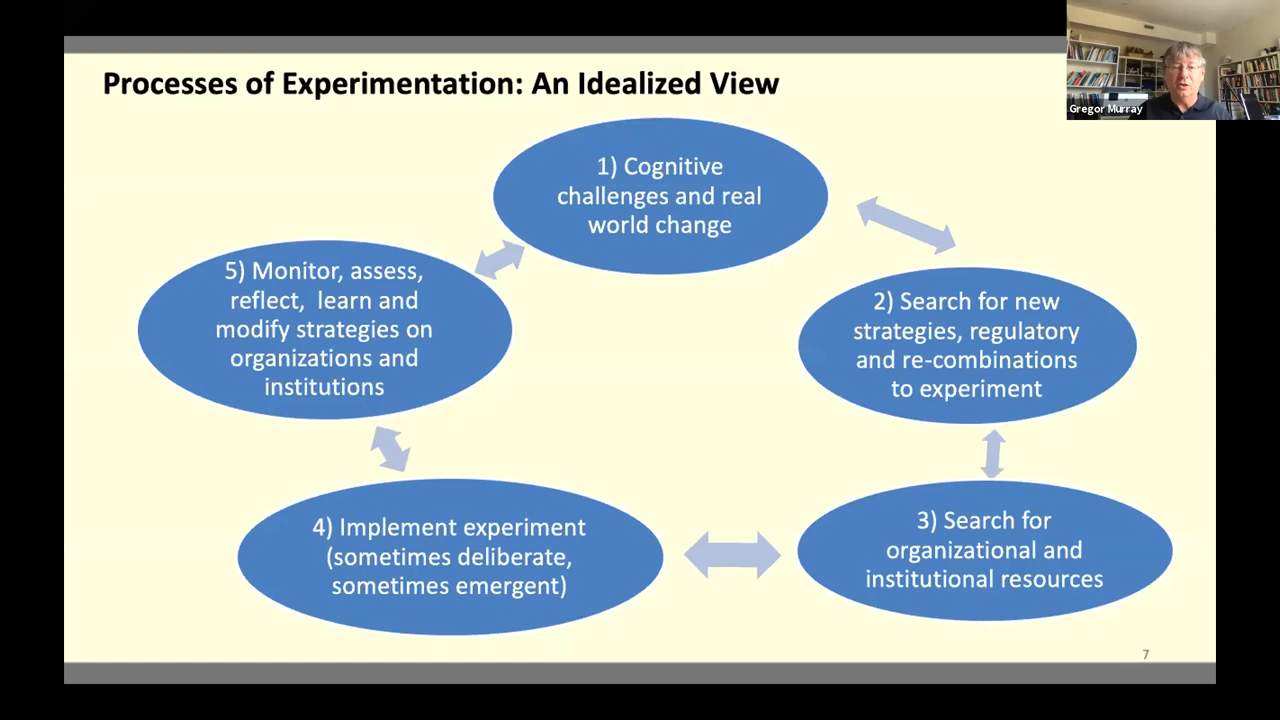 Processes of Experimentation: An Idealized View
Gregor Murray
1) Cognitive
challenges and real
world change
2) Search for new
strategies, regulatory
and re-combinations
to experiment
3) Search for
organizational and
institutional resources
4) Implement experiment
(sometimes deliberate,
sometimes emergent)
5) Monitor, assess,
reflect,  learn and
modify strategies on
organizations and
institutions
7